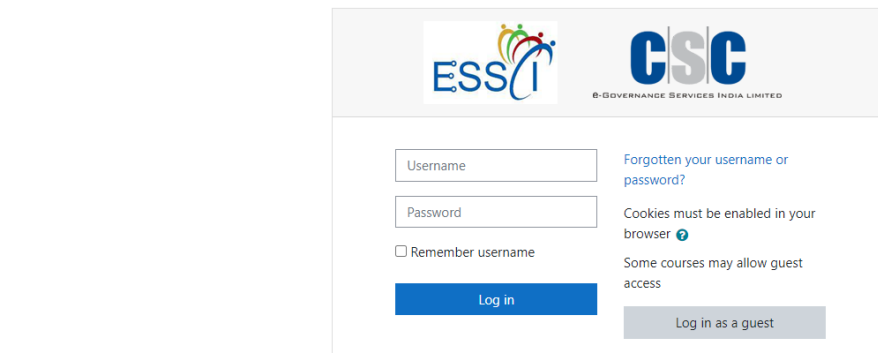 ESSCI
CSC
e-Governance Services India Limited
Username
Password
Remember username
Log in
Forgotten your username or
password?
Cookies must be enabled in your
browser
Some courses may allow guest
access
Log in as a guest